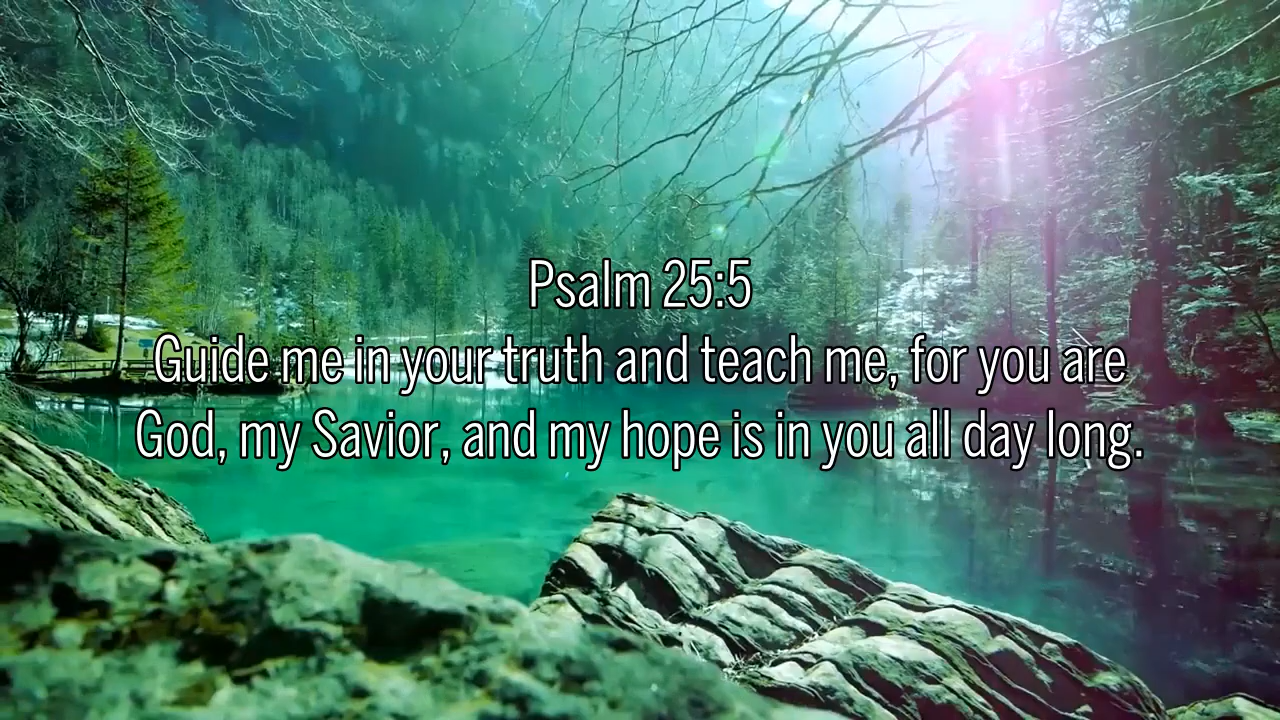 Psalm 25:5
Guide me in your truth and teach me, for you are
God, my Savior, and my hope is in you all day long.